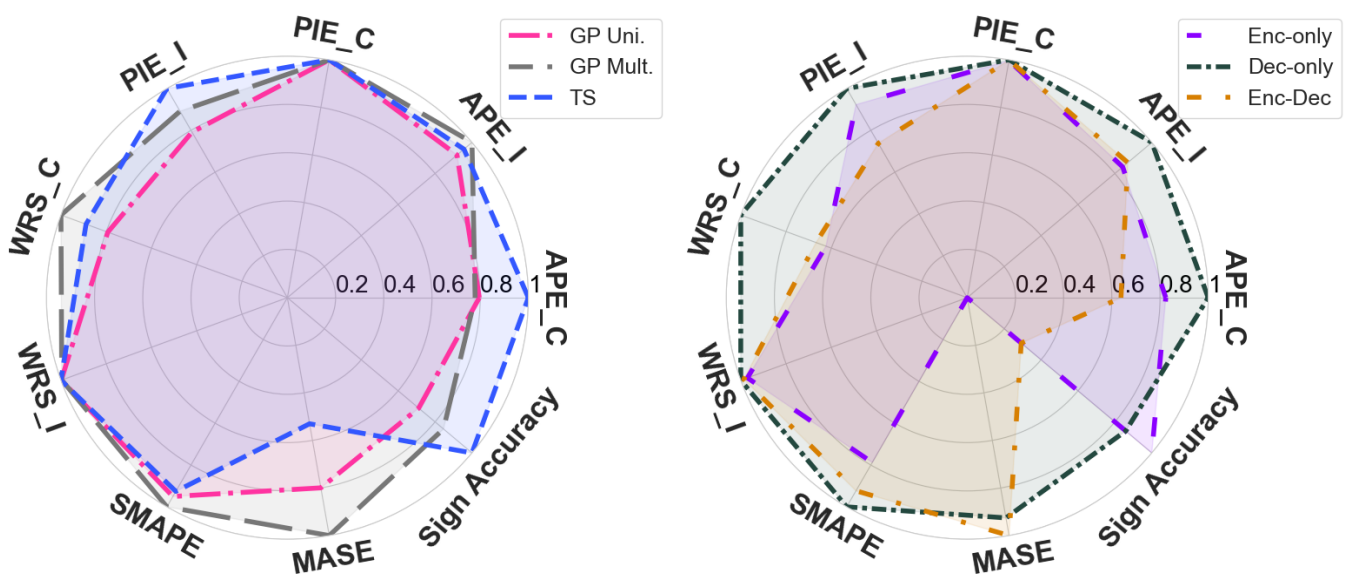 PIE_C
PIE_I
APE_I
WRS_C
0.2 0.4 0.6 0.8 1
APE_C
WRS_I
SMAPE
MASE
Sign Accuracy
GP Uni.
GP Mult.
TS
PIE_C
PIE_I
APE_I
WRS_C
0.2 0.4 0.6 0.8 1
APE_C
WRS_I
SMAPE
MASE
Sign Accuracy
Enc-only
Dec-only
Enc-Dec